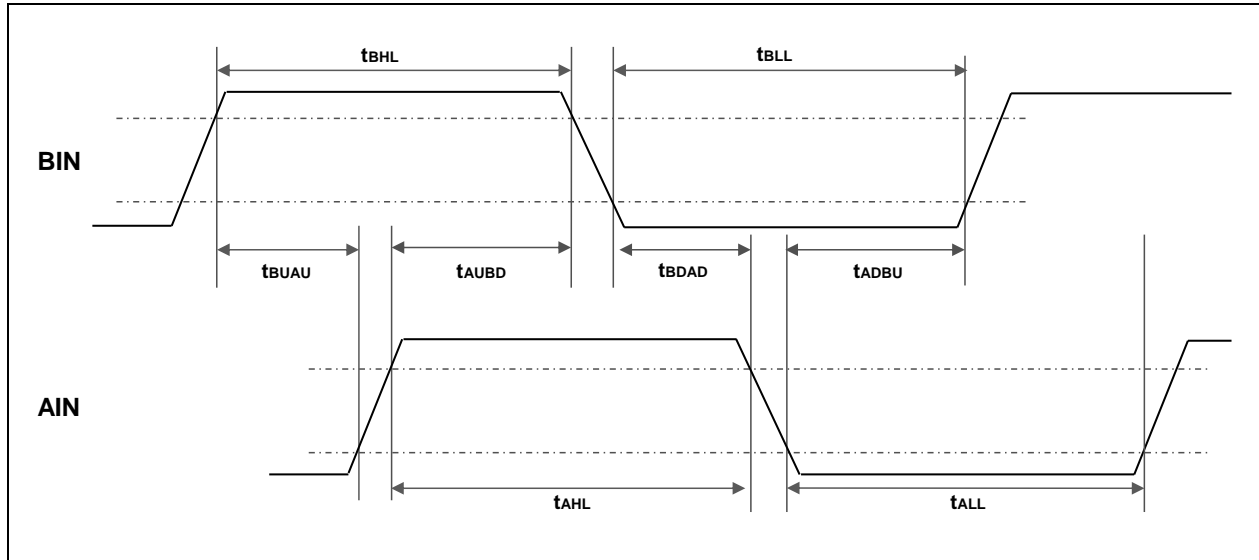 tBHL
tBLL
BIN
tBUAU
tAUBD
tBDAD
tADBU
AIN
tAHL
tALL